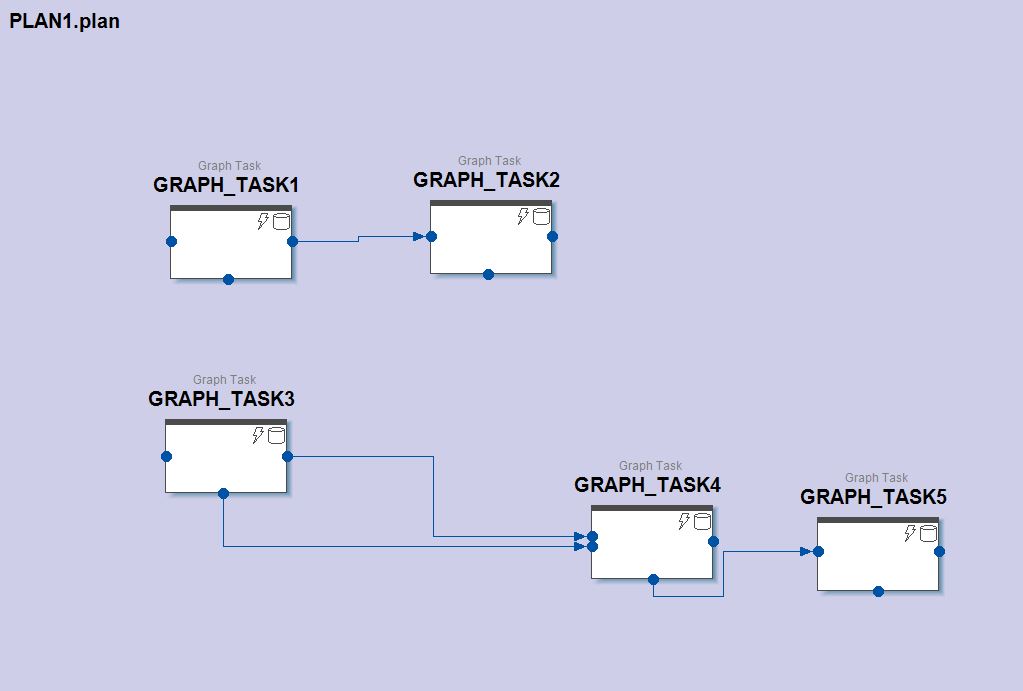 PLAN1.plan
Graph Task
GRAPH_TASK1
Graph Task
GRAPH_TASK2
Graph Task
GRAPH_TASK3
Graph Task
GRAPH_TASK4
Graph Task
GRAPH_TASK5